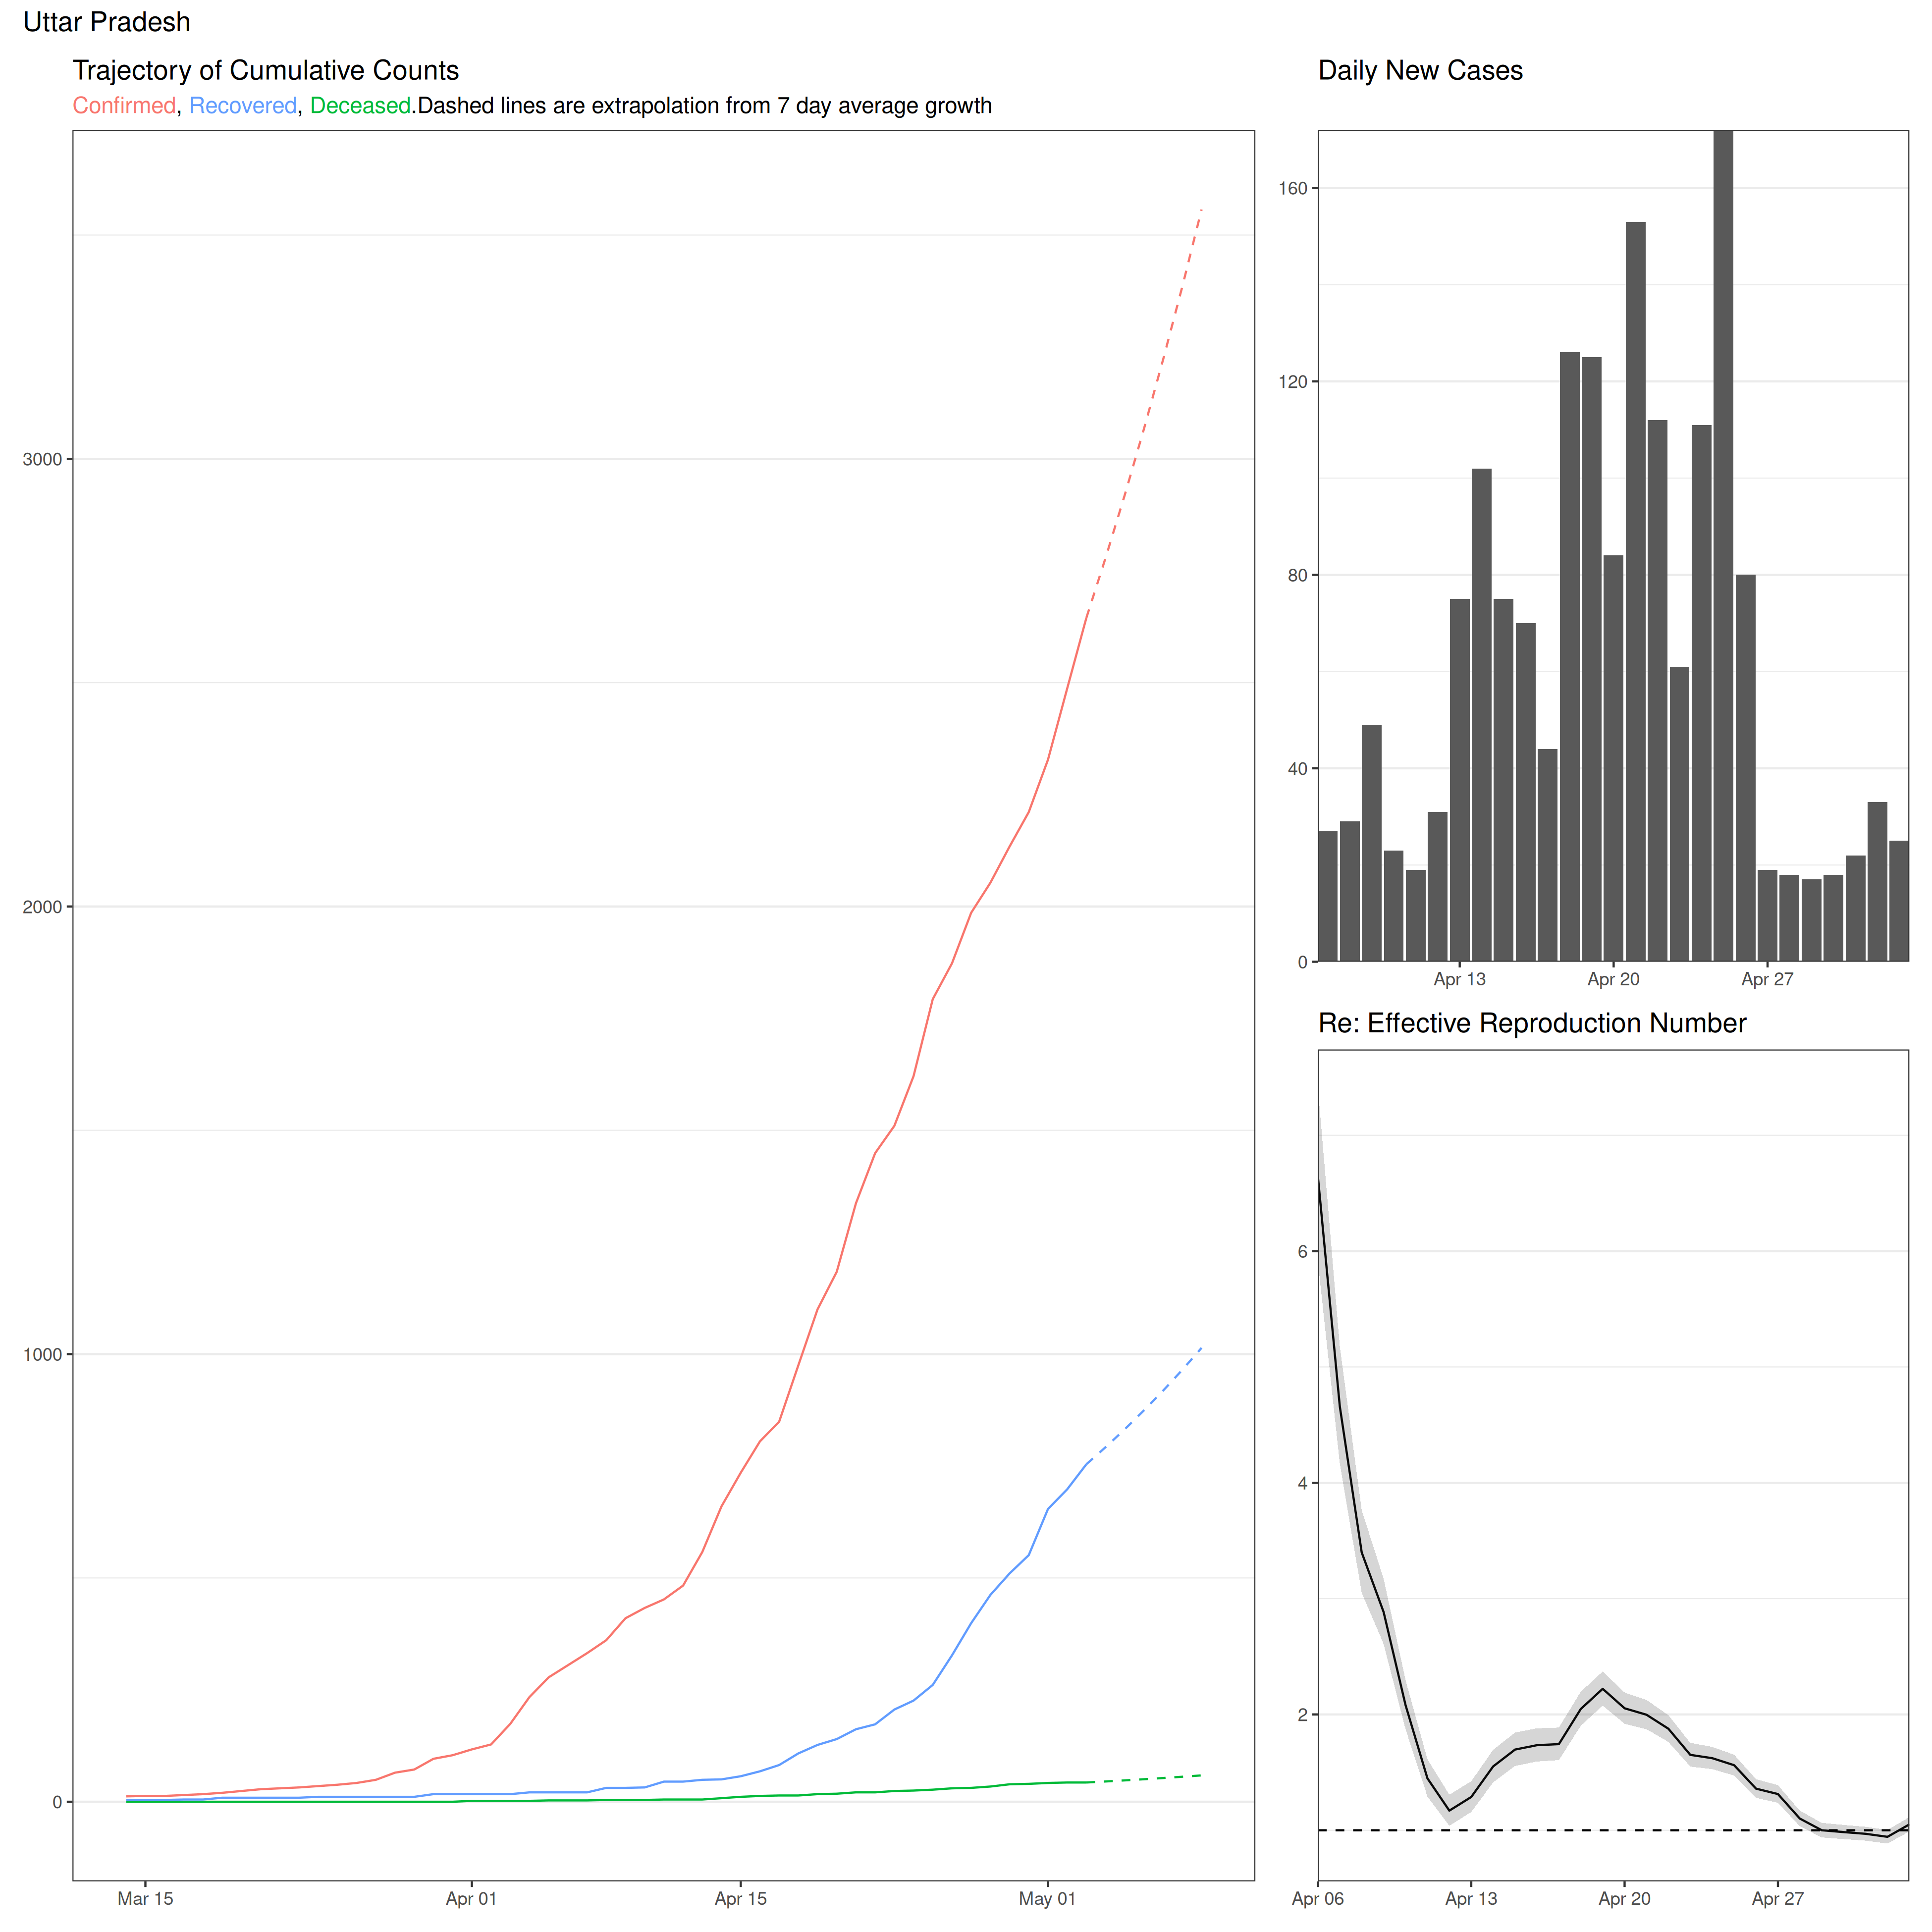 Uttar Pradesh
Trajectory of Cumulative Counts
Confirmed, Recovered, Deceased.Dashed lines are extrapolation from 7 day average growth
3000
2000
1000
0
Mar 15 Apr 01 Apr 15 May 01
Daily New Cases
160
120
80
40
0
Apr 13 Apr 20 Apr 27
Re: Effective Reproduction Number
6
4
2
Apr 06 Apr 13 Apr 20 Apr 27